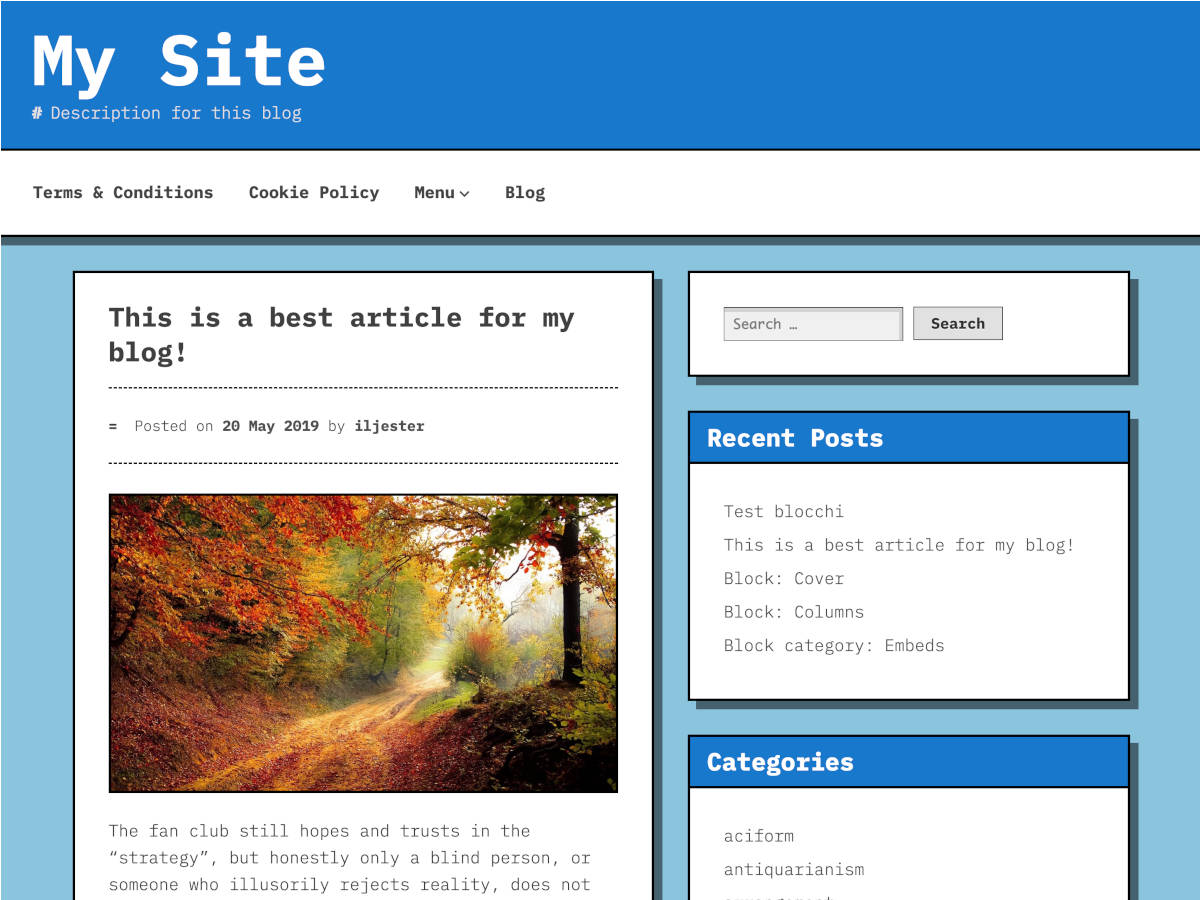 My Site
# Description for this blog
Terms & Conditions
Cookie Policy
Menu
Blog
This is a best article for my
blog!
= Posted on 20 May 2019 by iljester
The fan club still hopes and trusts in the
“strategy”, but honestly only a blind person, or
someone who illusorily rejects reality, does not
Search …
Search
Recent Posts
Test blocchi
This is a best article for my blog!
Block: Cover
Block: Columns
Block category: Embeds
Categories
aciform
antiquarianism